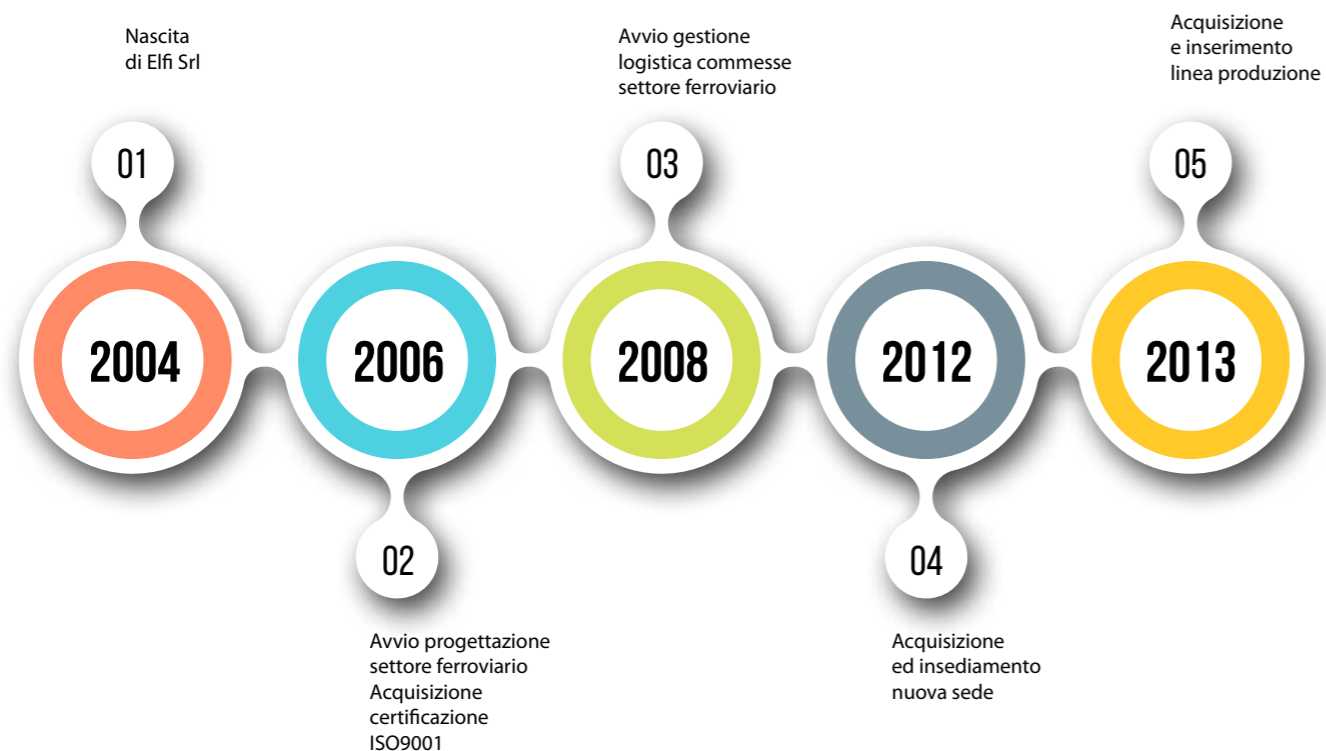 Nascita
di Elfi Srl
01
2004
2006
02
Avvio progettazione
settore ferroviario
Acquisizione
certificazione
ISO9001
Avvio gestione
logistica commesse
settore ferroviario
03
2008
2012
04
Acquisizione
ed insediamento
nuova sede
Acquisizione
e inserimento
linea produzione
05
2013